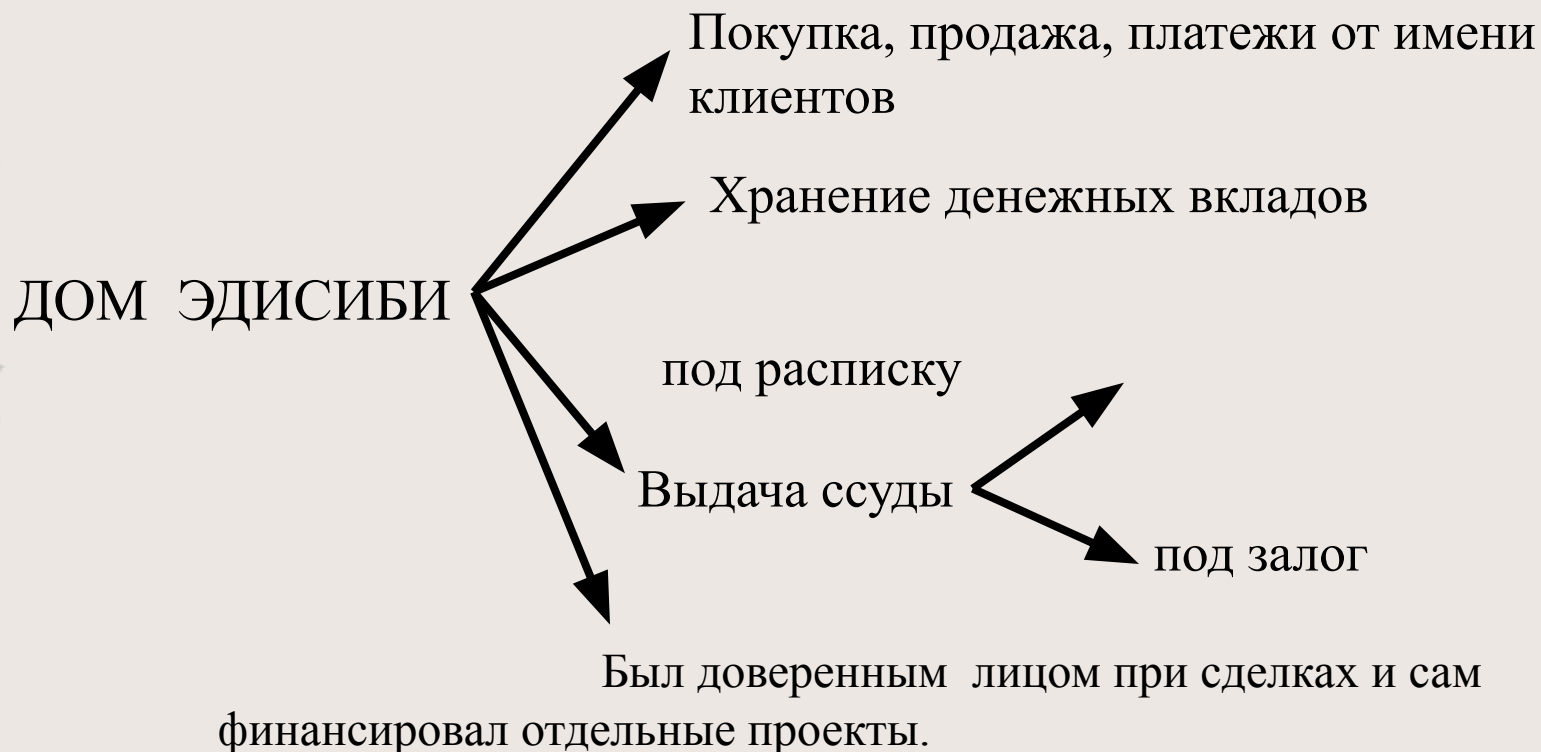 Покупка, продажа, платежи от имени
клиентов
Хранение денежных вкладов
ДОМ ЭДИСИБИ
под расписку
Выдача ссуды
под залог
Был доверенным лицом при сделках и сам
финансировал отдельные проекты.